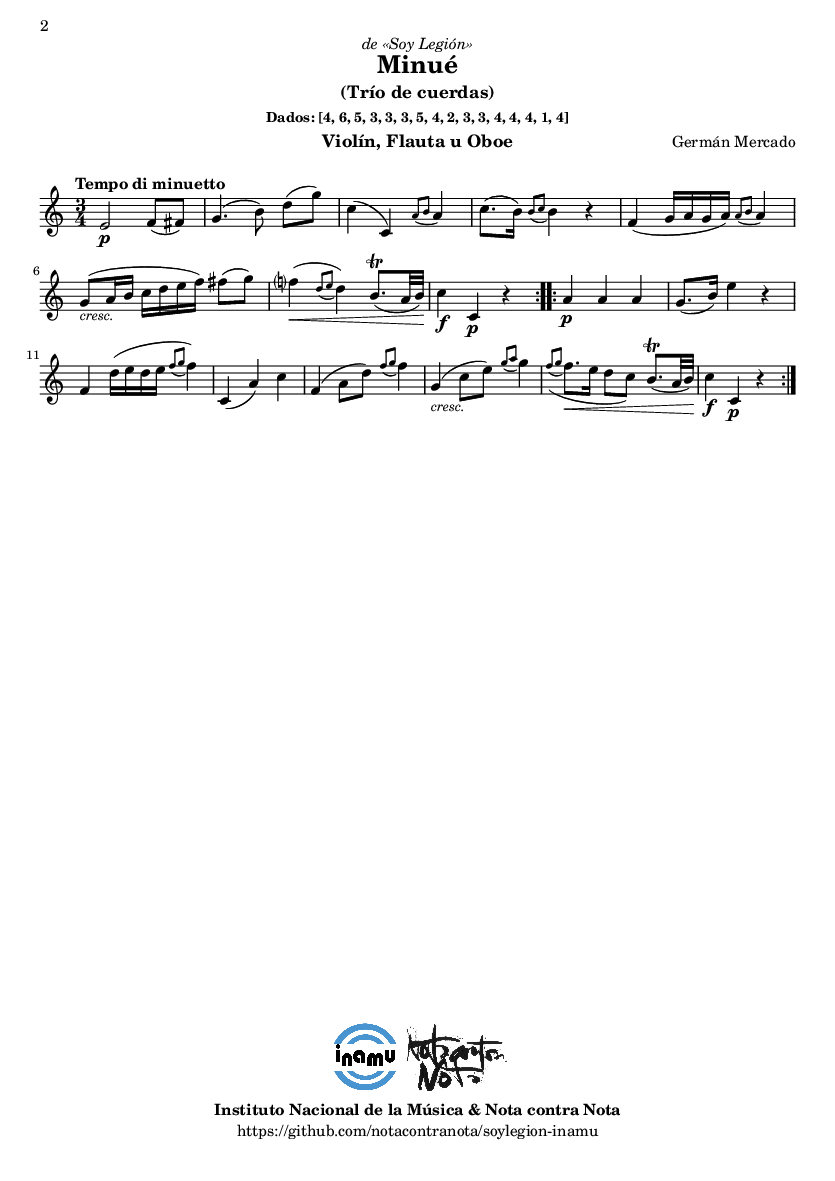 2
de «Soy Legión»
Minué
(Trío de cuerdas)
Dados: [4, 6, 5, 3, 3, 3, 5, 4, 2, 3, 3, 4, 4, 4, 1, 4]
Violín, Flauta u Oboe
Germán Mercado
Tempo di minuetto
3
4
p
6
cresc.
tr
f
p
p
11
cresc.
tr
f
p
inamu
Nota contra
Nota
Instituto Nacional de la Música & Nota contra Nota
https://github.com/notacontranota/soylegion-inamu